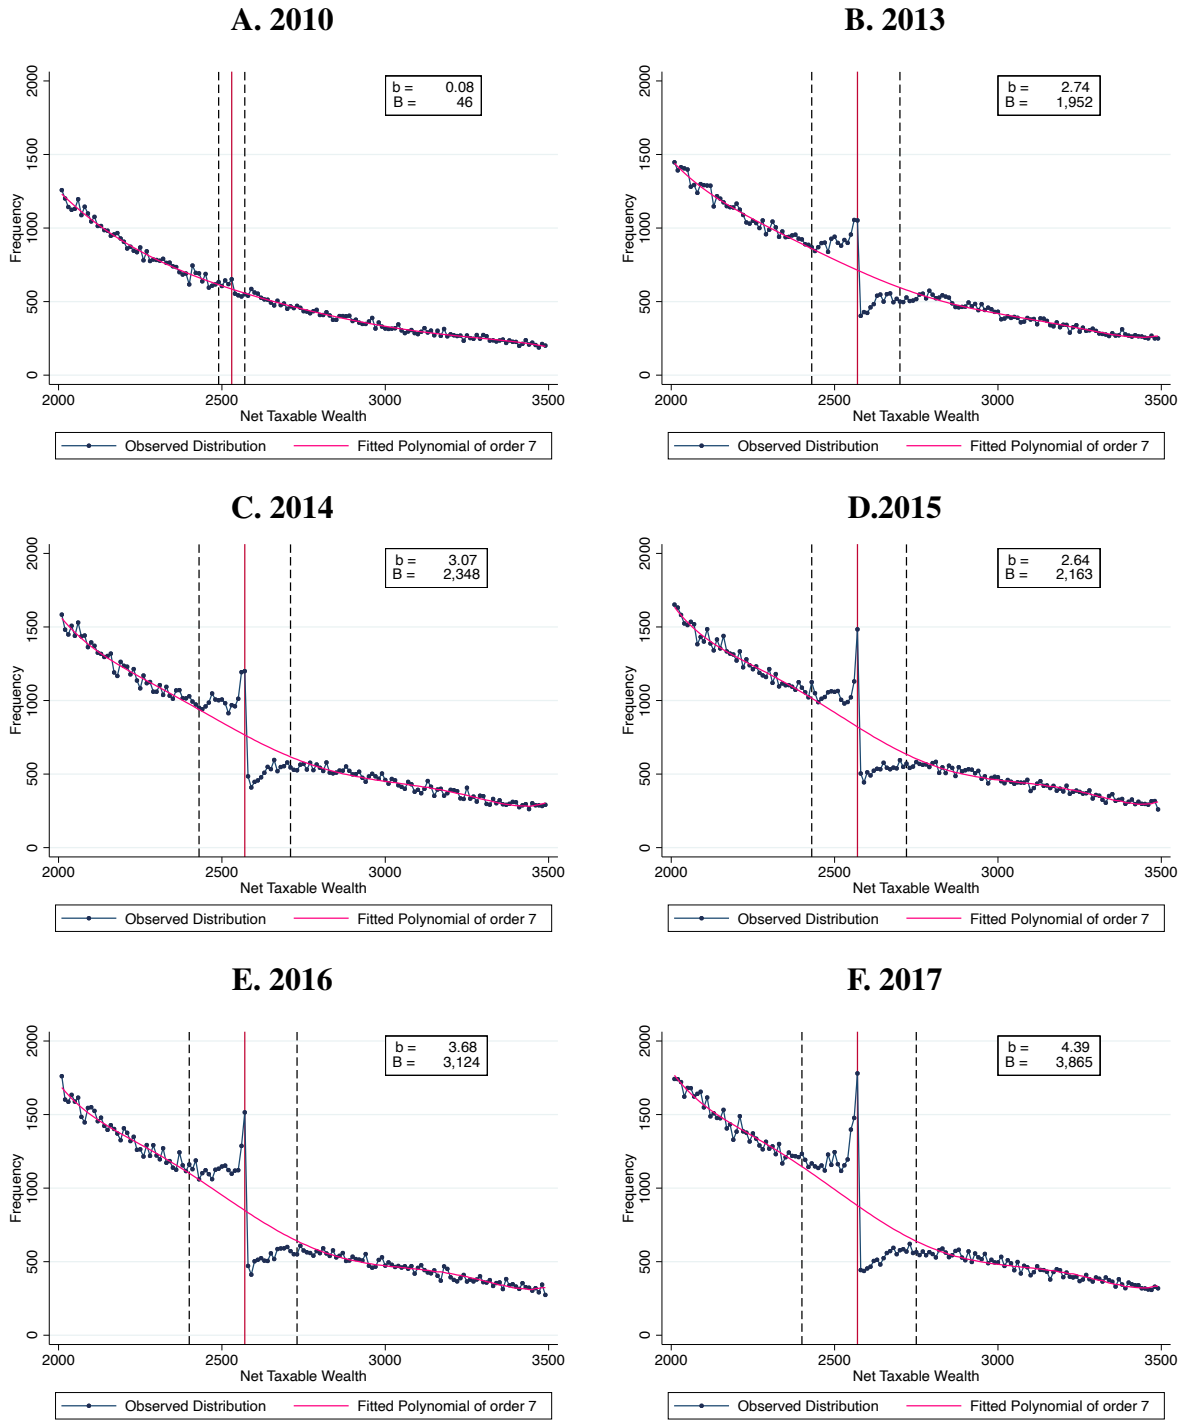 A. 2010
b = 0.08
B = 46
Frequency
0 500 1000 1500 2000
2000 2500 3000 3500
Net Taxable Wealth
Observed Distribution Fitted Polynomial of order 7
B. 2013
b = 2.74
B = 1,952
Frequency
0 500 1000 1500 2000
2000 2500 3000 3500
Net Taxable Wealth
Observed Distribution Fitted Polynomial of order 7
C. 2014
b = 3.07
B = 2,348
Frequency
0 500 1000 1500 2000
2000 2500 3000 3500
Net Taxable Wealth
Observed Distribution Fitted Polynomial of order 7
D.2015
b = 2.64
B = 2,163
Frequency
0 500 1000 1500 2000
2000 2500 3000 3500
Net Taxable Wealth
Observed Distribution Fitted Polynomial of order 7
E. 2016
b = 3.68
B = 3,124
Frequency
0 500 1000 1500 2000
2000 2500 3000 3500
Net Taxable Wealth
Observed Distribution Fitted Polynomial of order 7
F. 2017
b = 4.39
B = 3,865
Frequency
0 500 1000 1500 2000
2000 2500 3000 3500
Net Taxable Wealth
Observed Distribution Fitted Polynomial of order 7